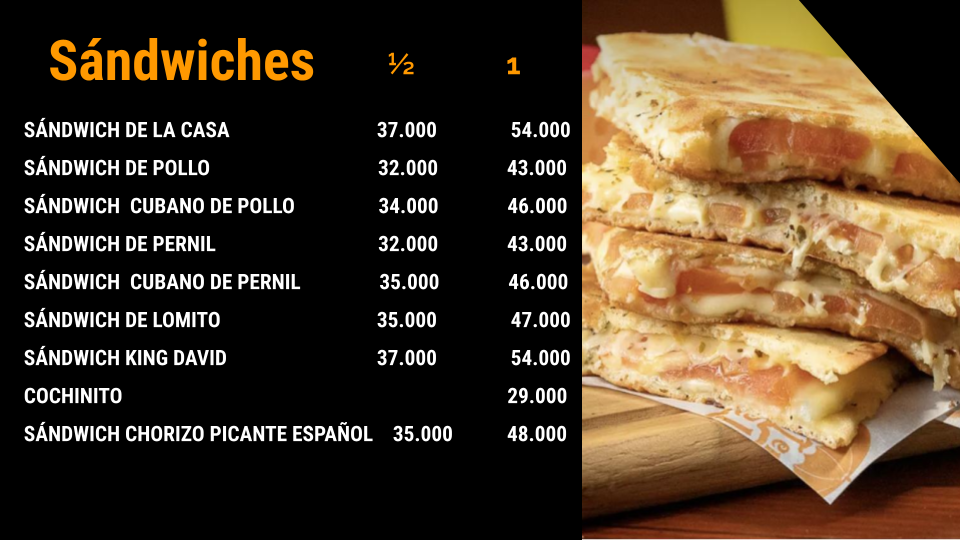 Sándwiches ½ 1
SÁNDWICH DE LA CASA 37.000 54.000
SÁNDWICH DE POLLO 32.000 43.000
SÁNDWICH CUBANO DE POLLO 34.000 46.000
SÁNDWICH DE PERNIL 32.000 43.000
SÁNDWICH CUBANO DE PERNIL 35.000 46.000
SÁNDWICH DE LOMITO 35.000 47.000
SÁNDWICH KING DAVID 37.000 54.000
COCHINITO 29.000
SÁNDWICH CHORIZO PICANTE ESPAÑOL 35.000 48.000